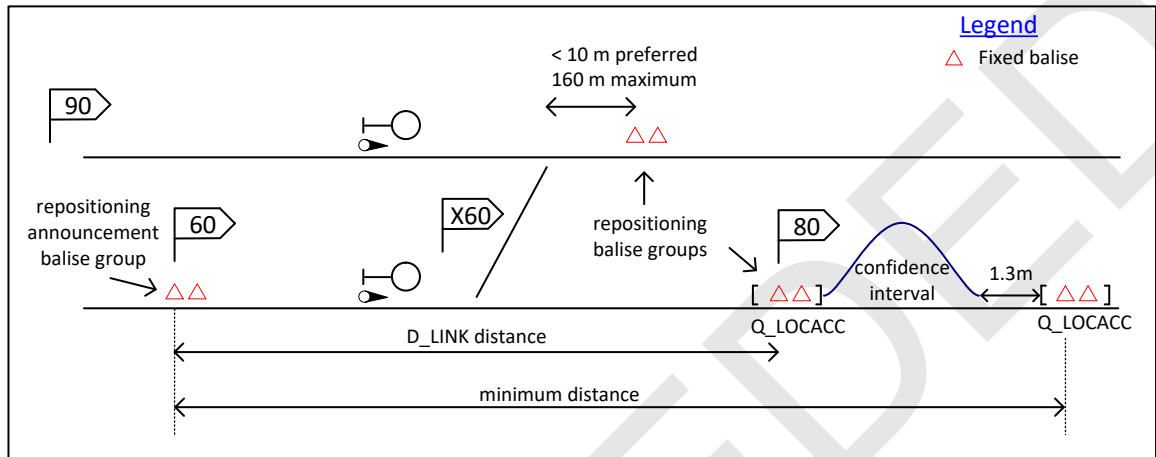 Legend
Fixed balise
< 10 m preferred
160 m maximum
90
repositioning
announcement
balise group
60
X60
repositioning
balise groups
80
confidence
interval
1.3m
[ ]
[ ]
Q_LOCACC
Q_LOCACC
D_LINK distance
minimum distance